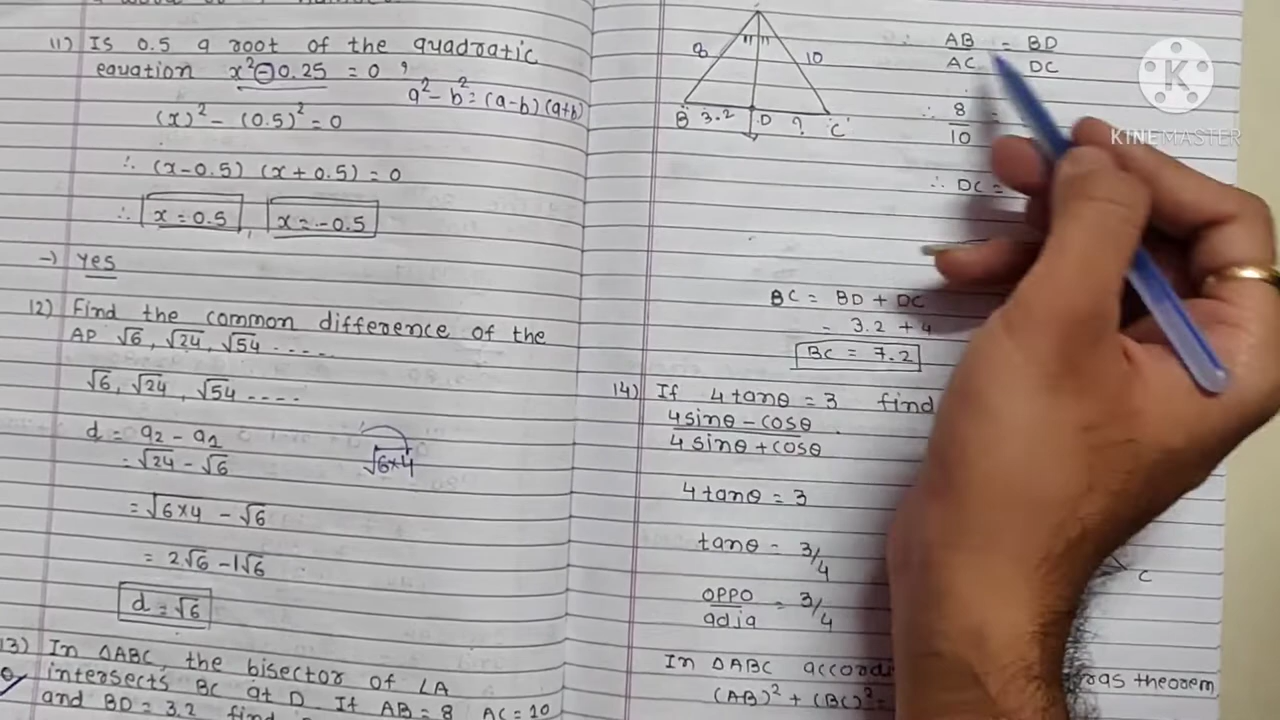 11) Is 0.5 a root of the quadratic
eauation x² - 0.25 = 0 ?
a² - b² = (a-b) (a+b)
(x)² - (0.5)² = 0
∴ (x-0.5) (x+0.5) = 0
∴ x = 0.5 , x = -0.5
→) Yes
12) Find the common difference of the
AP √6, √24, √54 ....
√6, √24, √54 ....
d = a2 - a1
= √24 - √6
√6×4
= √6×4 - √6
= 2√6 - 1√6
d = √6
13) In △ABC, the bisector of ∠A
intersects BC at D. If AB = 8 AC = 10
and BD = 3.2 find
8 10
B 3.2 D ? C
∴ AB = BD
AC DC
∴ 8 =
10
∴ DC =
BC = BD + DC
= 3.2 + 4
BC = 7.2
14) If 4tanθ = 3 find
4sinθ - cosθ
4sinθ + cosθ
4tanθ = 3
tanθ = 3/4
oppo = 3/4
adja
C
In △ABC theorem
(AB)² + (BC)² =
KINEMASTER